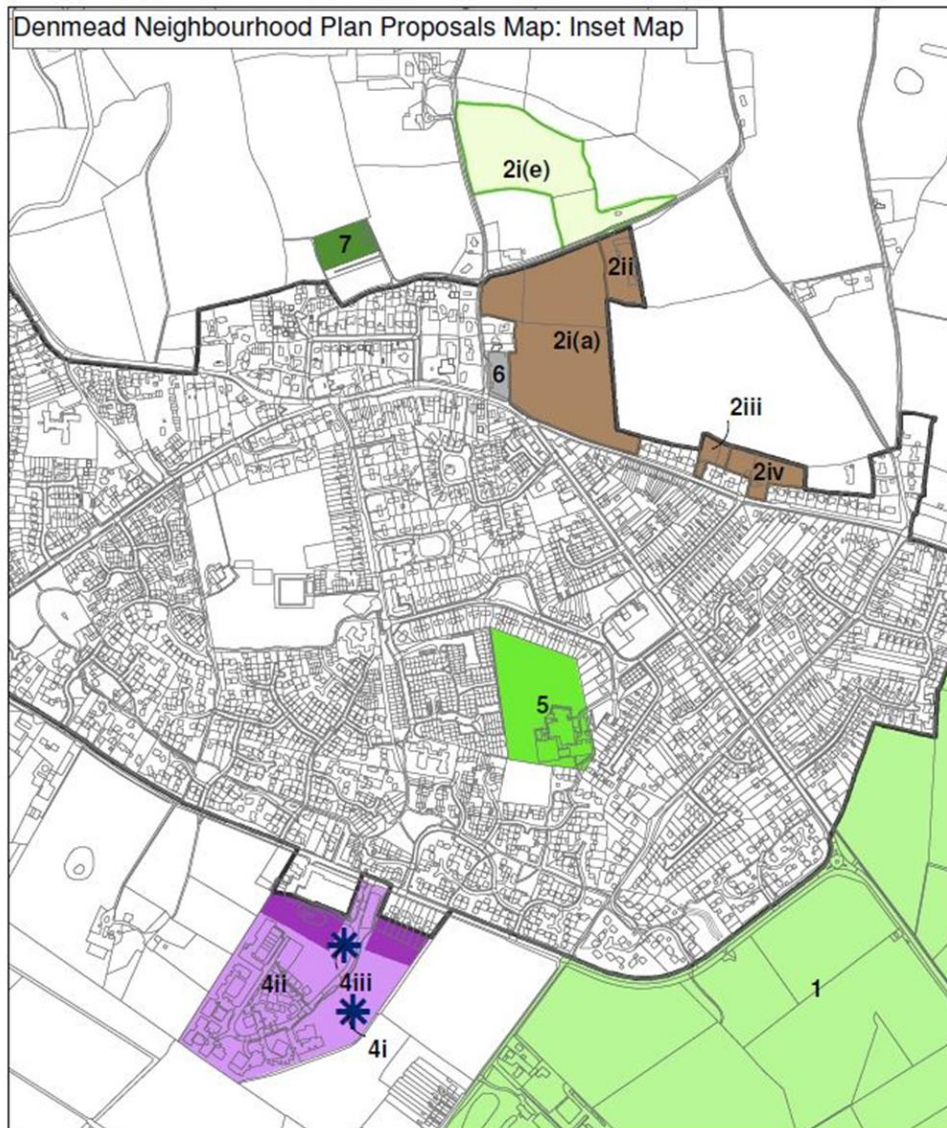 Denmead Neighbourhood Plan Proposals Map: Inset Map
2i(e)
7
2ii
2i(a)
6
2iii
2iv
5
4ii
4iii
1
4i